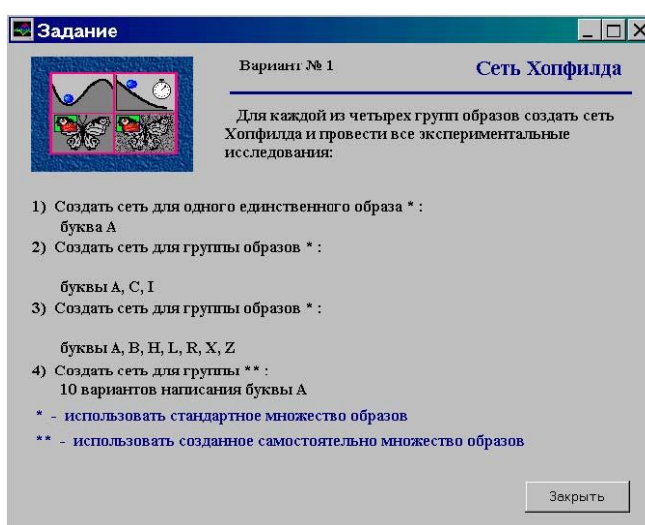 Задание
Вариант № 1
Сеть Хопфилда
Для каждой из четырех групп образов создать сеть
Хопфилда и провести все экспериментальные
исследования:
1) Создать сеть для одного единственного образа * :
буква A
2) Создать сеть для группы образов * :
буквы A, C, I
3) Создать сеть для группы образов * :
буквы A, B, H, L, R, X, Z
4) Создать сеть для группы ** :
10 вариантов написания буквы A
* - использовать стандартное множество образов
** - использовать созданное самостоятельно множество образов
Закрыть